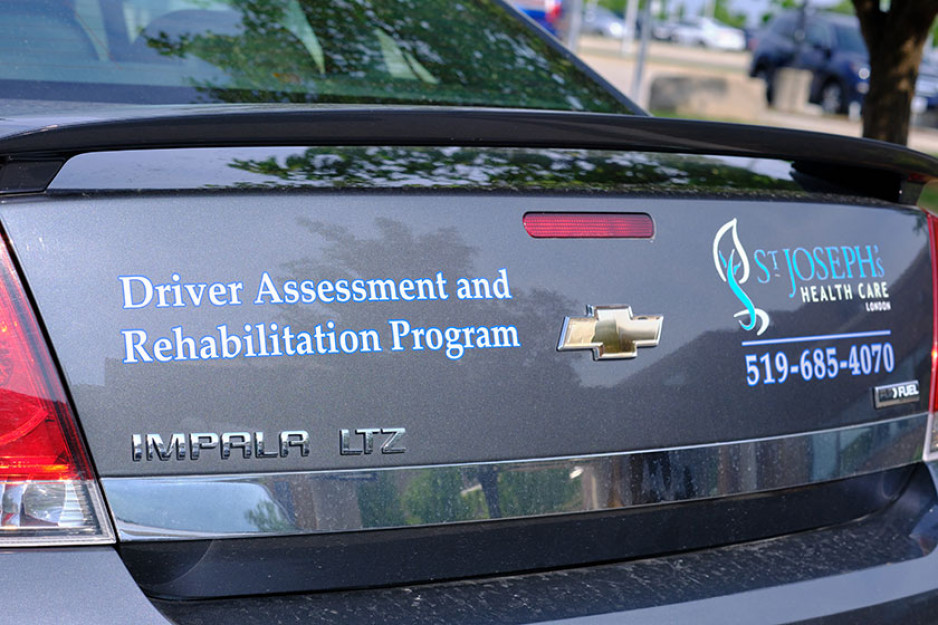 Driver Assessment and
Rehabilitation Program
ST JOSEPH'S
HEALTH CARE
LONDON
519-685-4070
FUEL
IMPALA LTZ